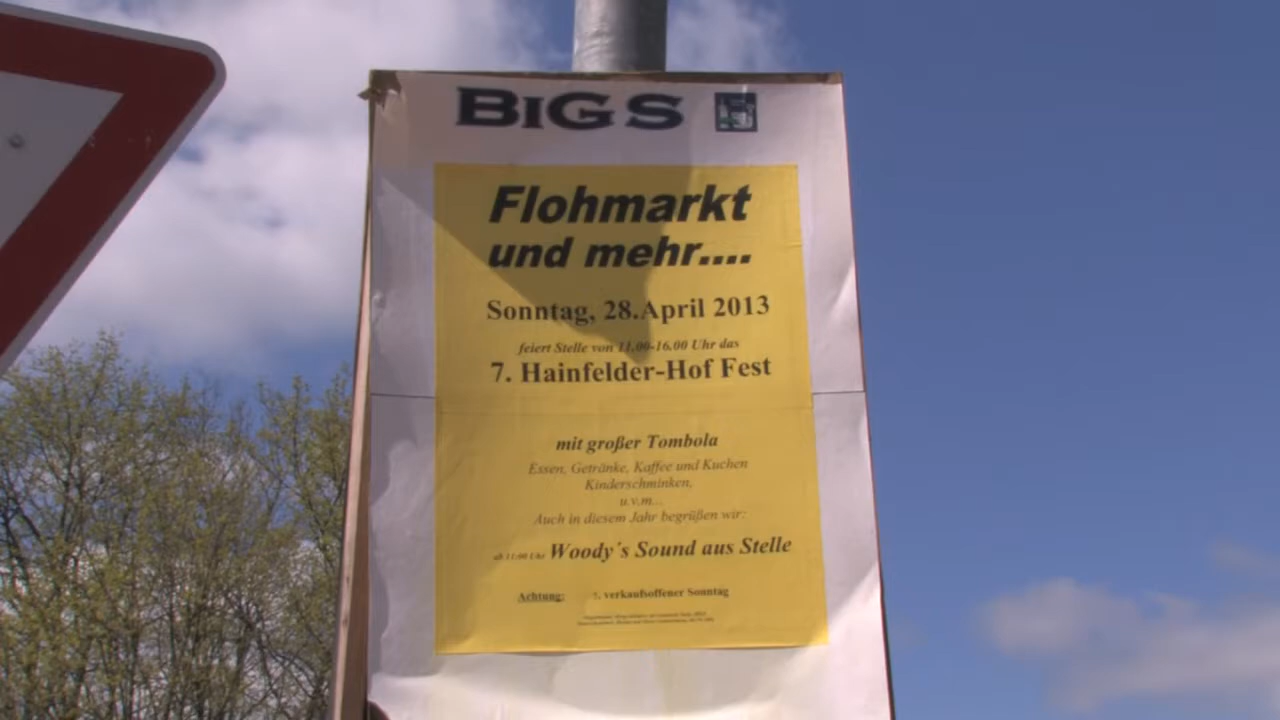 BIGS
Flohmarkt
und mehr....
Sonntag, 28.April 2013
feiert Stelle von 11.00-16.00 Uhr das
7. Hainfelder-Hof Fest
mit großer Tombola
Essen, Getränke, Kaffee und Kuchen
Kinderschminken,
u.v.m...
Auch in diesem Jahr begrüßen wir:
ab 11:00 Uhr Woody´s Sound aus Stelle
Achtung: verkaufsoffener Sonntag